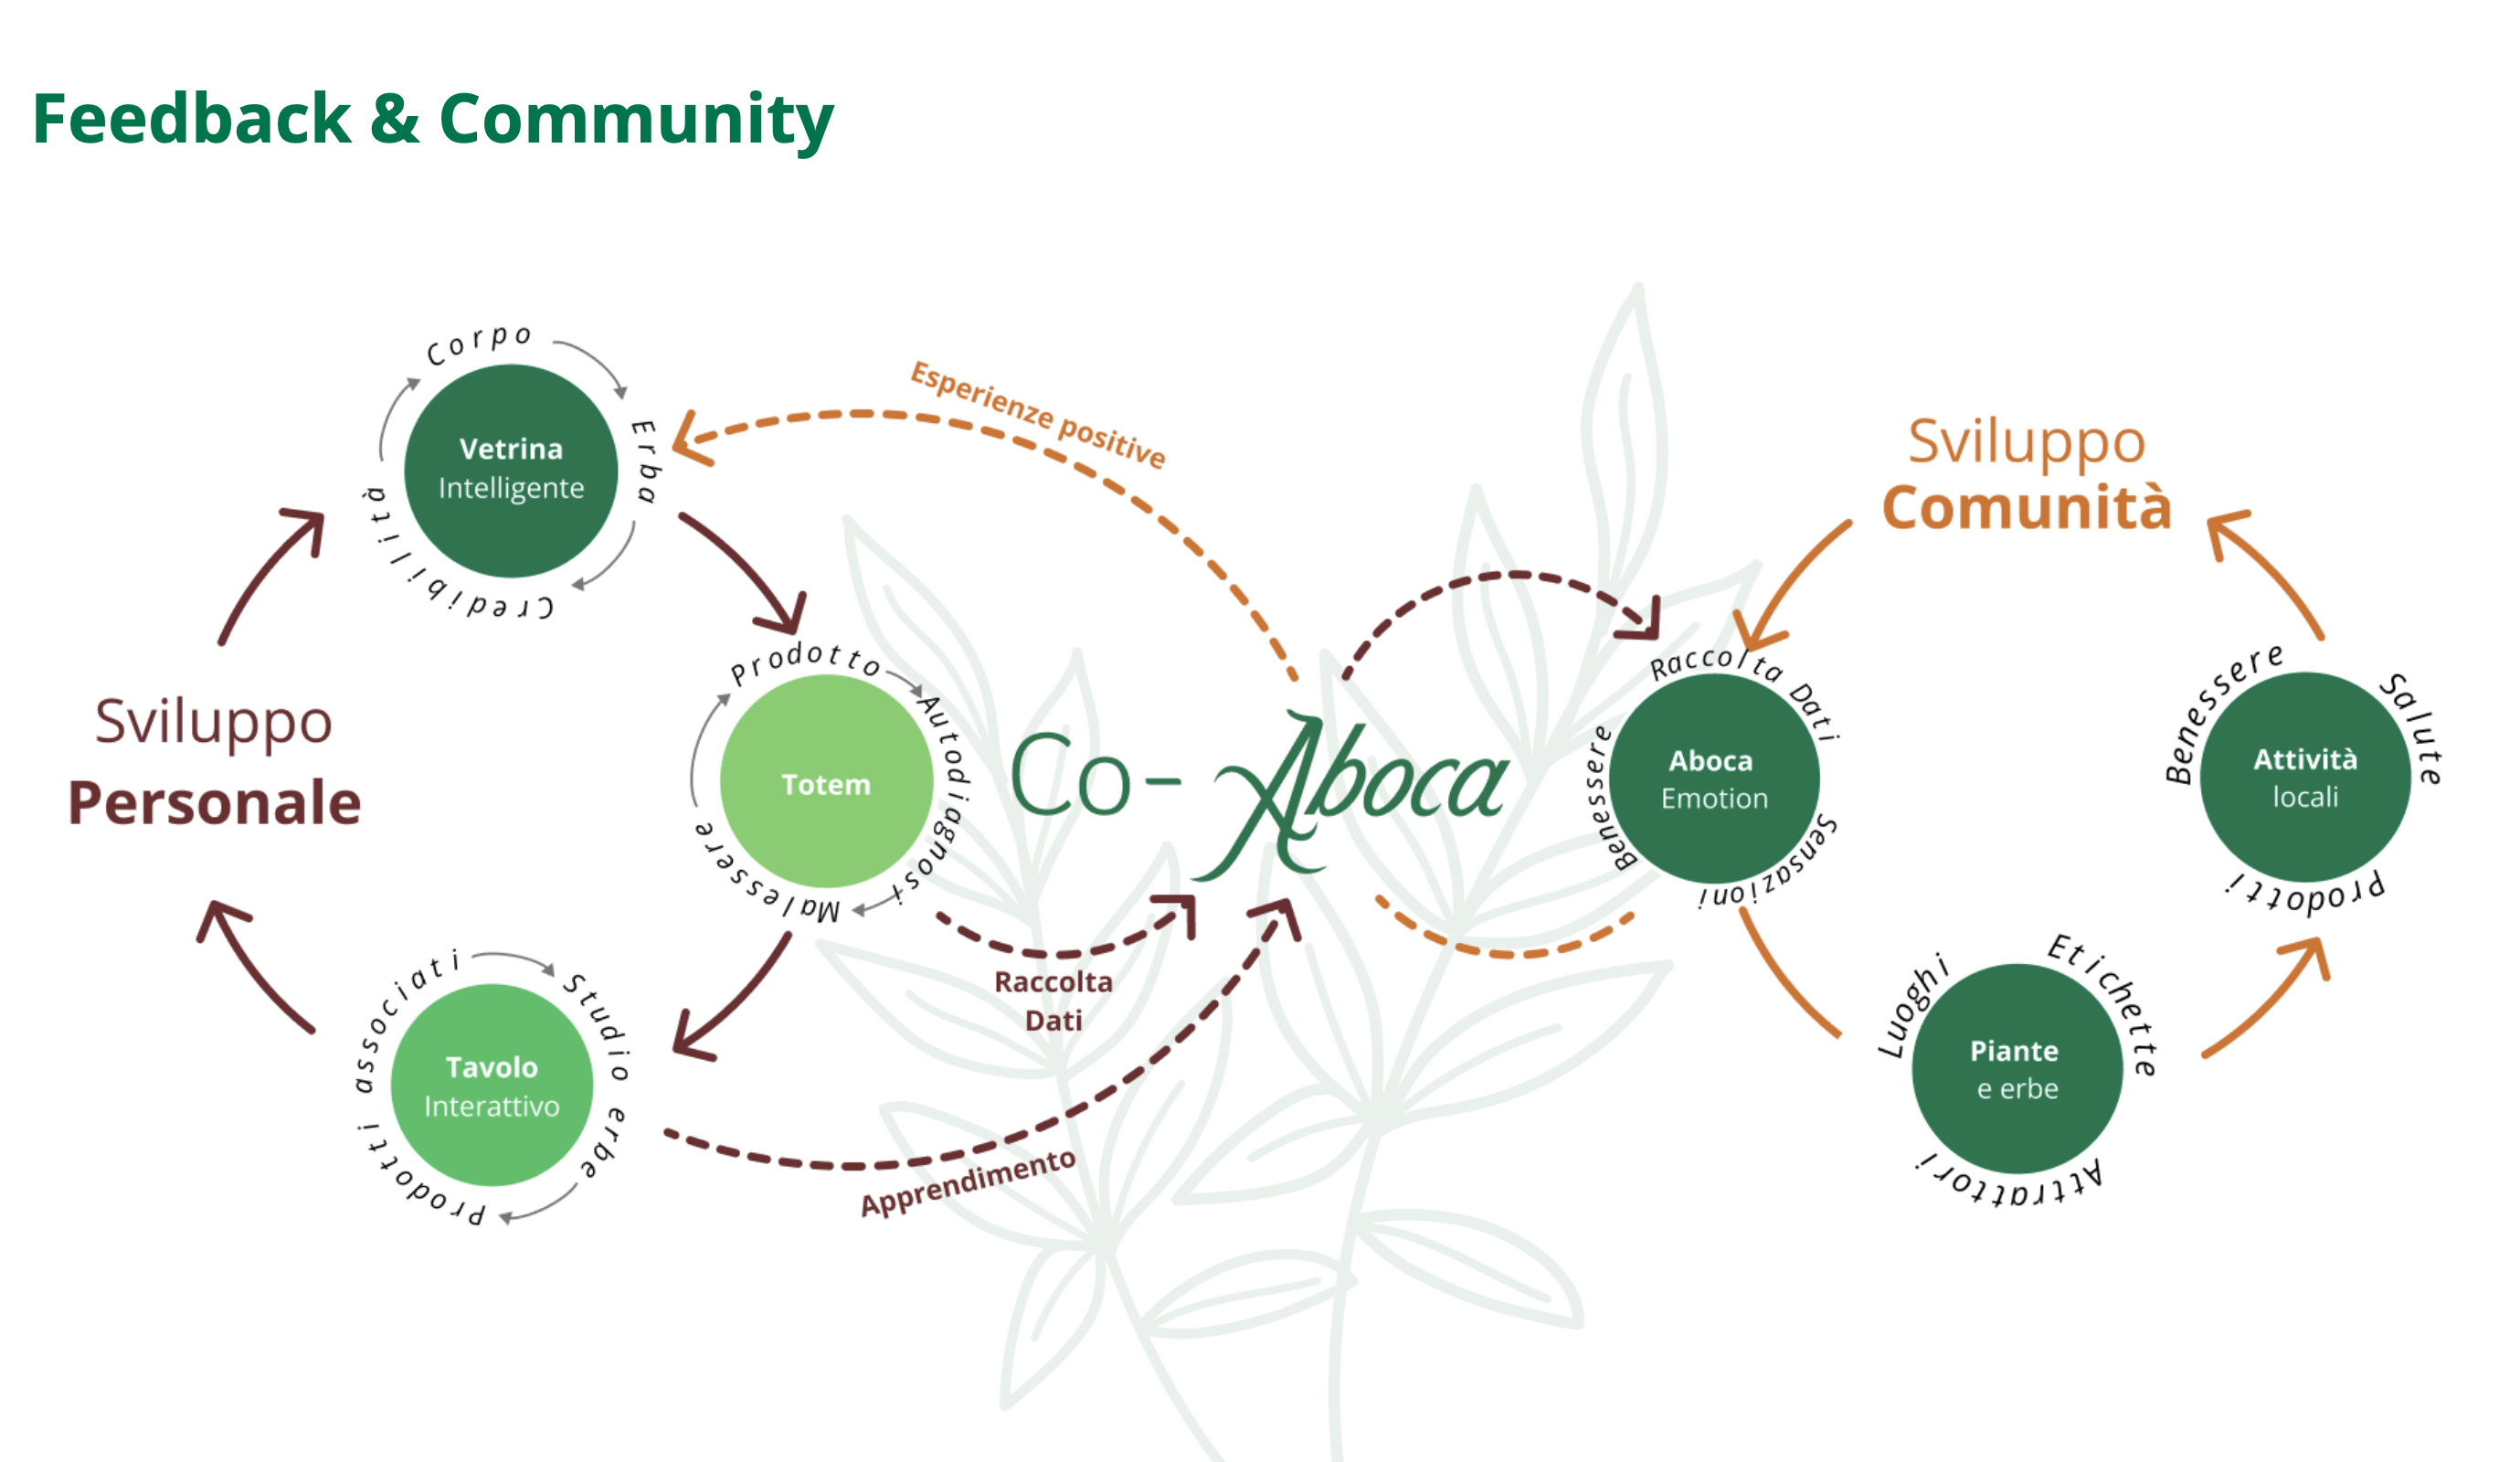 Feedback & Community
Corpo
Erba
Credibilità
Vetrina
Intelligente
Esperienze positive
Sviluppo
Personale
Prodotto
Autodiagnosi
Malessere
Totem
Co-Aboca
Raccolta
Dati
Apprendimento
Prodotti associati
Studio erbe
Tavolo
Interattivo
Sviluppo
Comunità
Raccolta Dati
Sensazioni
Benessere
Aboca
Emotion
Benessere
Salute
Prodotti
Attività
locali
Luoghi
Etichette
Attrattori
Piante
e erbe